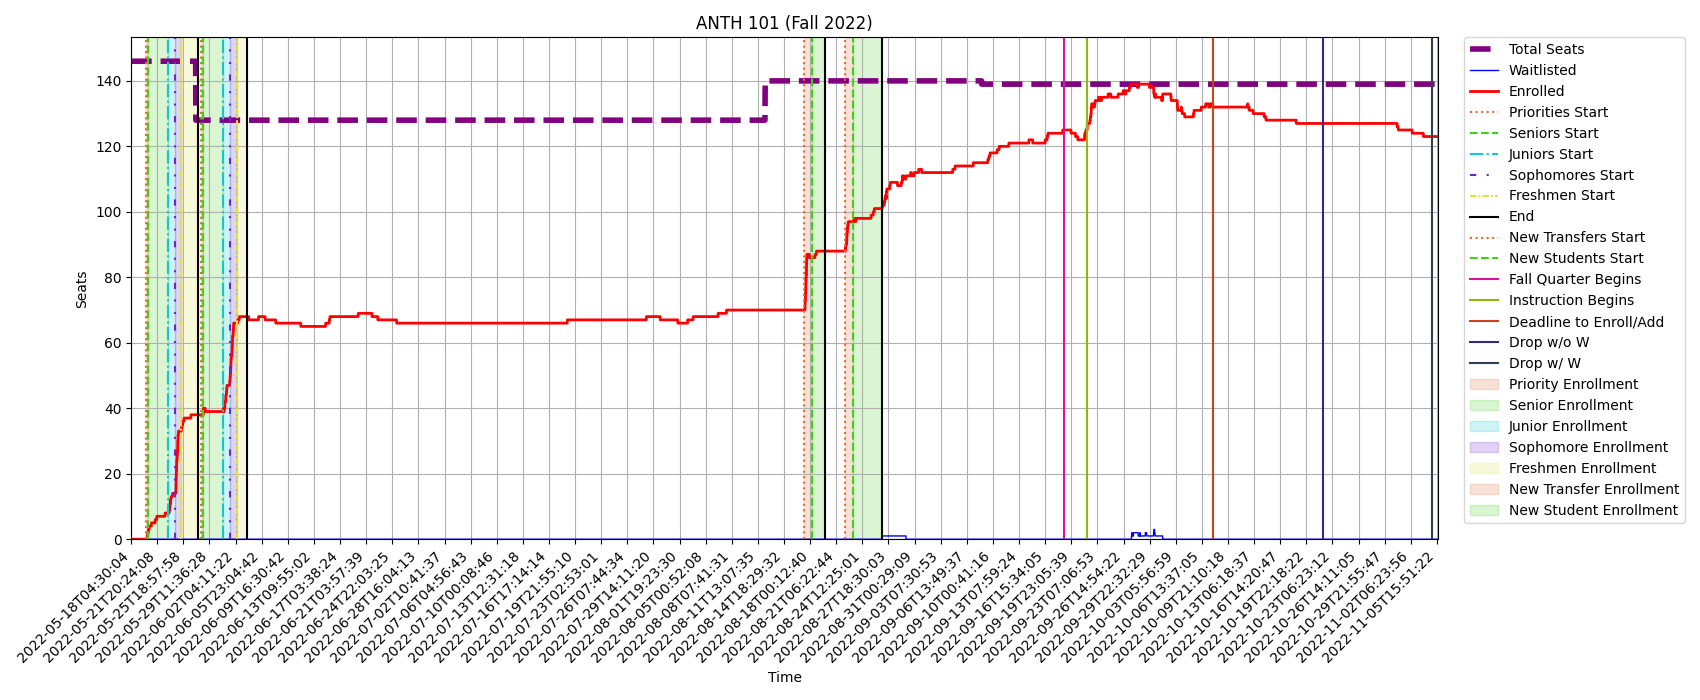 ANTH 101 (Fall 2022)
Seats
140
120
100
80
60
40
20
0
2022-05-18T04:30:04
2022-05-21T20:24:08
2022-05-25T18:57:58
2022-05-29T11:36:28
2022-06-02T04:11:22
2022-06-05T23:04:42
2022-06-09T16:30:42
2022-06-13T09:55:02
2022-06-17T03:38:24
2022-06-21T03:57:39
2022-06-24T22:03:25
2022-06-28T16:04:13
2022-07-02T10:41:37
2022-07-06T04:56:43
2022-07-10T00:08:46
2022-07-13T12:31:18
2022-07-16T17:14:14
2022-07-19T21:55:10
2022-07-23T02:53:01
2022-07-26T07:44:34
2022-07-29T14:11:20
2022-08-01T19:23:30
2022-08-05T00:52:08
2022-08-08T07:41:31
2022-08-11T13:07:35
2022-08-14T18:29:32
2022-08-18T00:12:40
2022-08-21T06:22:44
2022-08-24T12:25:01
2022-08-27T18:30:03
2022-08-31T00:29:09
2022-09-03T07:30:53
2022-09-06T13:49:37
2022-09-10T00:41:16
2022-09-13T07:59:24
2022-09-16T15:34:05
2022-09-19T23:05:39
2022-09-23T07:06:53
2022-09-26T14:54:22
2022-09-29T22:32:29
2022-10-03T05:56:59
2022-10-06T13:37:05
2022-10-09T21:10:18
2022-10-13T06:18:37
2022-10-16T14:20:47
2022-10-19T22:18:22
2022-10-23T06:23:12
2022-10-26T14:11:05
2022-10-29T21:55:47
2022-11-02T06:23:56
2022-11-05T15:51:22
Time
Total Seats
Waitlisted
Enrolled
Priorities Start
Seniors Start
Juniors Start
Sophomores Start
Freshmen Start
End
New Transfers Start
New Students Start
Fall Quarter Begins
Instruction Begins
Deadline to Enroll/Add
Drop w/o W
Drop w/ W
Priority Enrollment
Senior Enrollment
Junior Enrollment
Sophomore Enrollment
Freshmen Enrollment
New Transfer Enrollment
New Student Enrollment